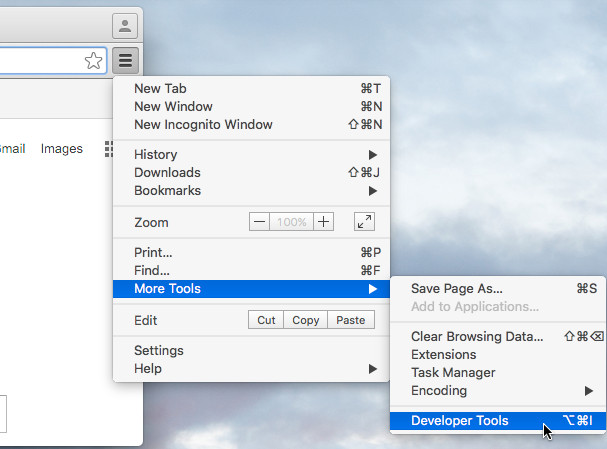 New Tab ⌘T
New Window ⌘N
New Incognito Window ⇧⌘N
mail Images
History ▶
Downloads ⇧⌘J
Bookmarks ▶
Zoom − 100% +
Print... ⌘P
Find... ⌘F
More Tools ▶
Edit Cut Copy Paste
Settings
Help ▶
Save Page As... ⌘S
Add to Applications...
Clear Browsing Data... ⇧⌘⌫
Extensions
Task Manager
Encoding ▶
Developer Tools ⌥⌘I